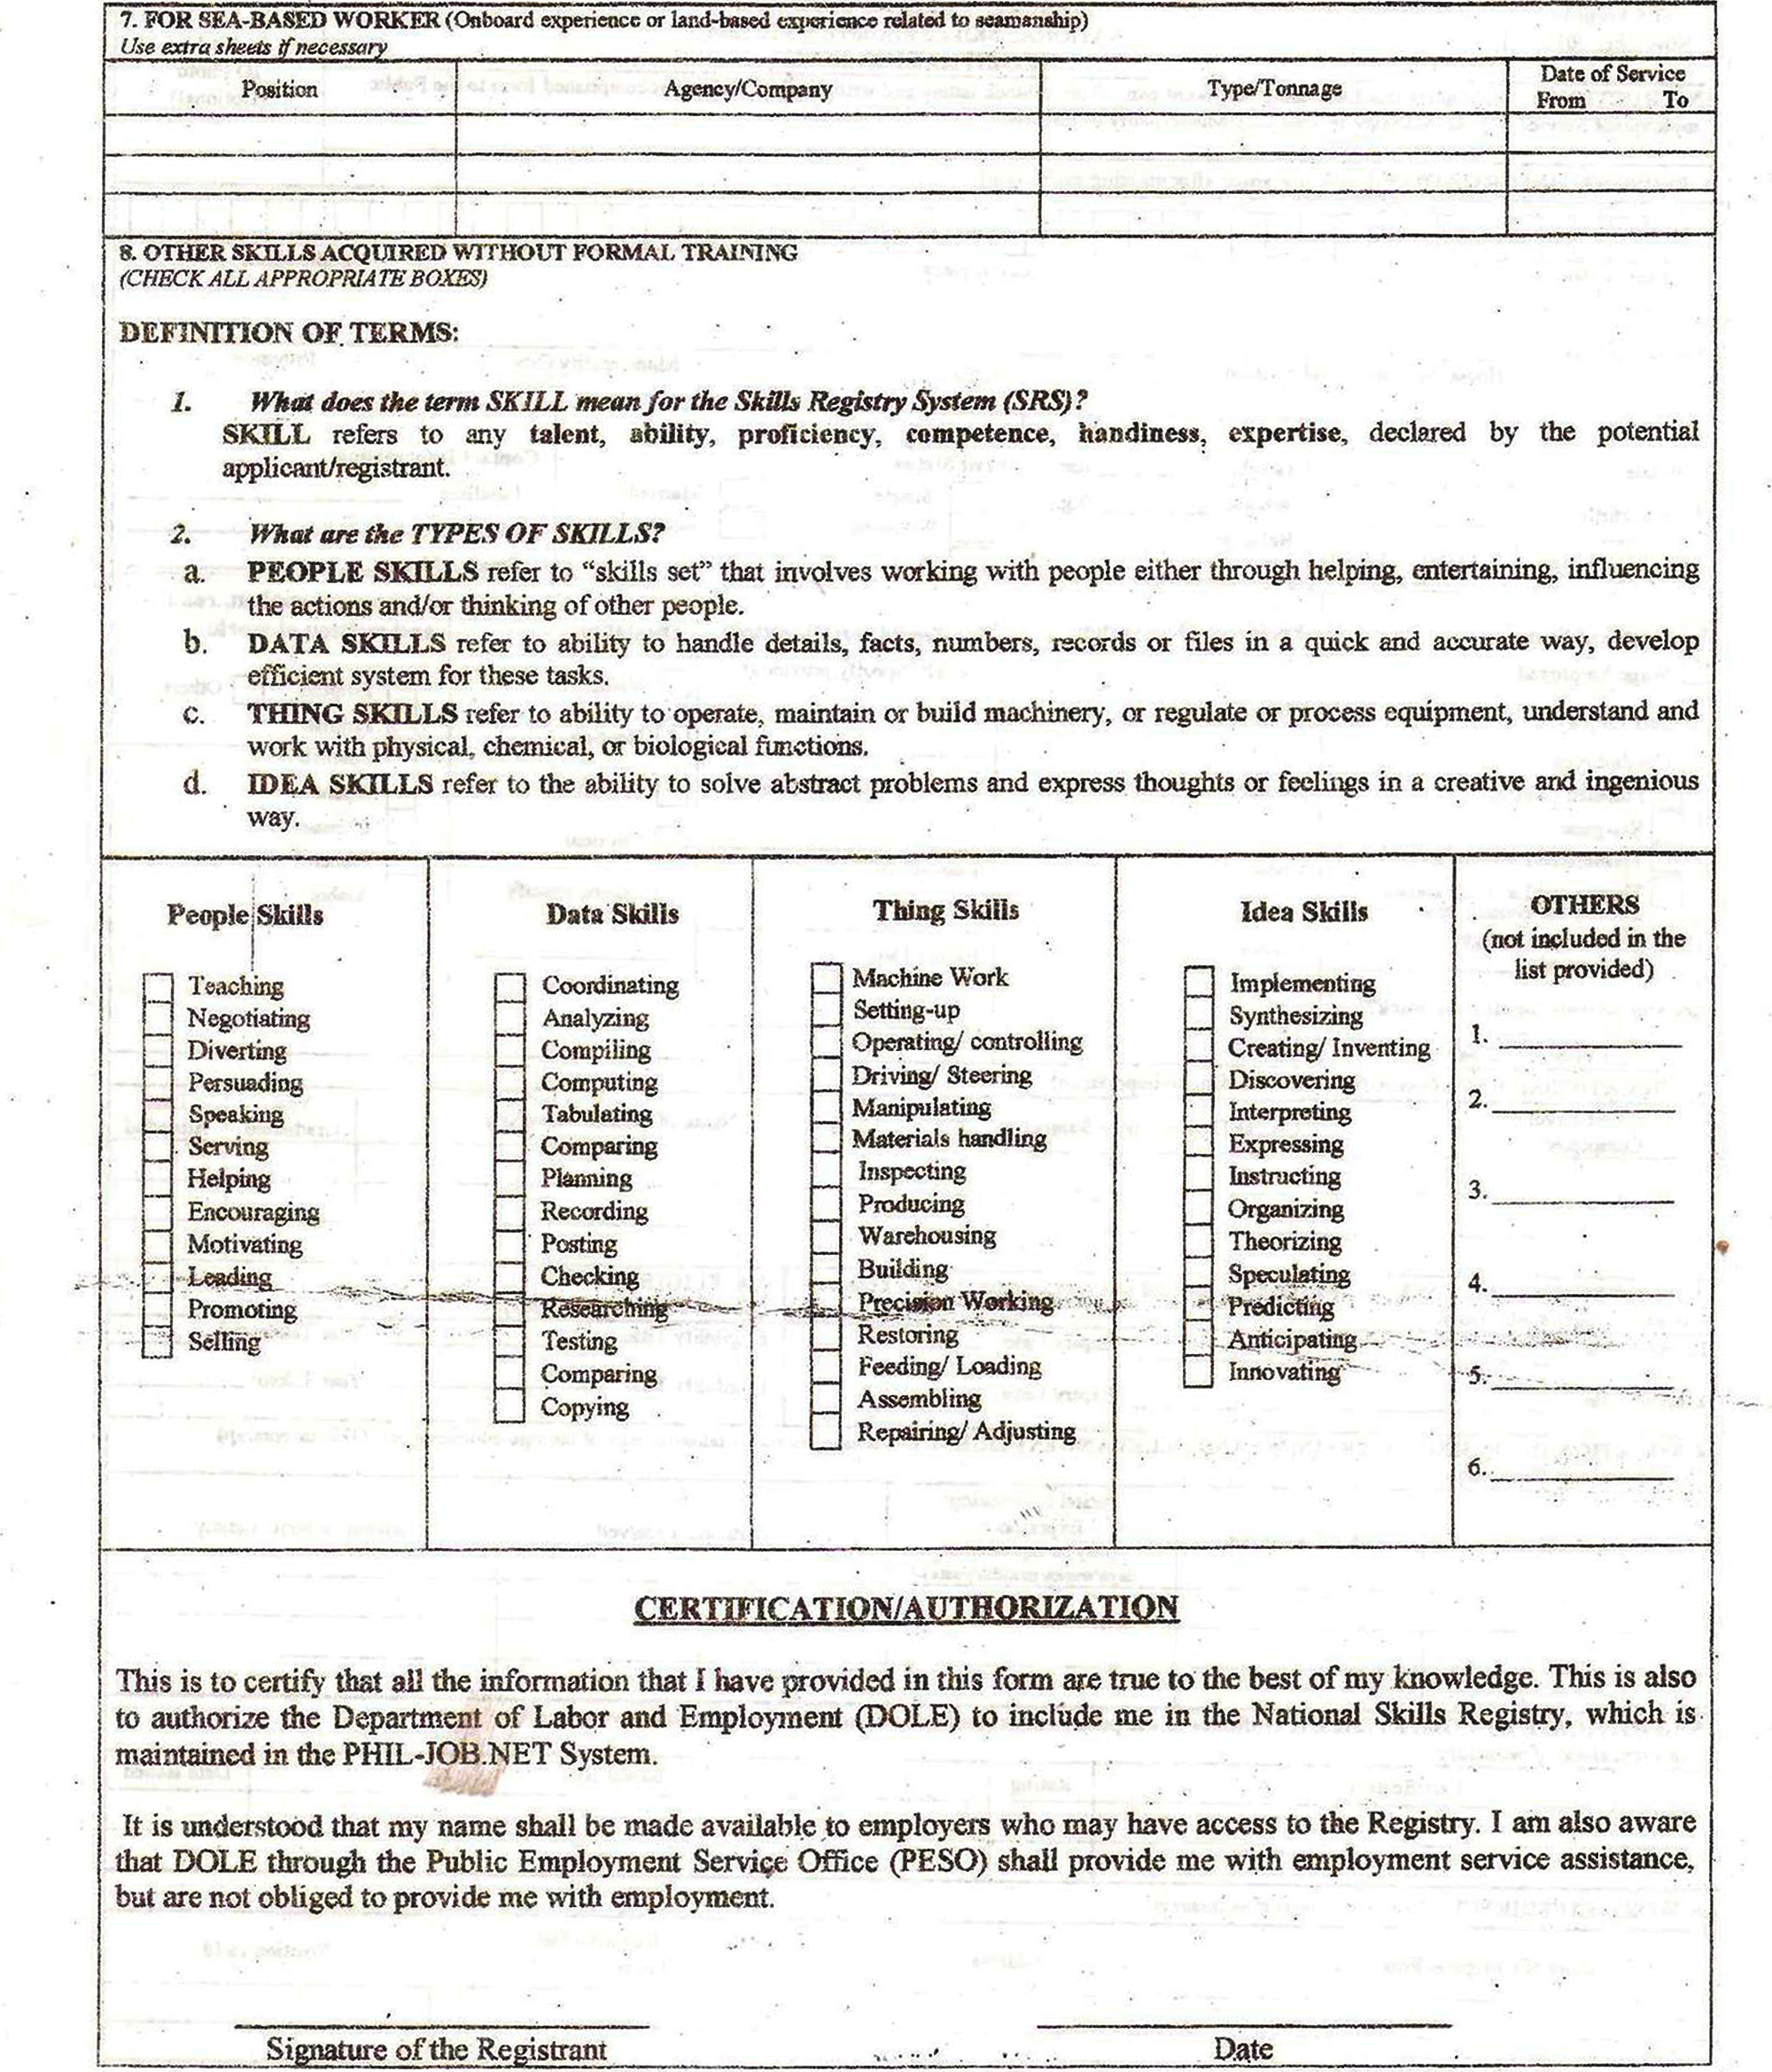 7. FOR SEA-BASED WORKER (Onboard experience or land-based experience related to seamanship)
Use extra sheets if necessary
Position Agency/Company Type/Tonnage Date of Service
From To
8. OTHER SKILLS ACQUIRED WITHOUT FORMAL TRAINING
(CHECK ALL APPROPRIATE BOXES)
DEFINITION OF TERMS:
1. What does the term SKILL mean for the Skills Registry System (SRS)?
SKILL refers to any talent, ability, proficiency, competence, handiness, expertise, declared by the potential
applicant/registrant.
2. What are the TYPES OF SKILLS?
a. PEOPLE SKILLS refer to “skills set” that involves working with people either through helping, entertaining, influencing
the actions and/or thinking of other people.
b. DATA SKILLS refer to ability to handle details, facts, numbers, records or files in a quick and accurate way, develop
efficient system for these tasks.
c. THING SKILLS refer to ability to operate, maintain or build machinery, or regulate or process equipment, understand and
work with physical, chemical, or biological functions.
d. IDEA SKILLS refer to the ability to solve abstract problems and express thoughts or feelings in a creative and ingenious
way.
People Skills
Teaching
Negotiating
Diverting
Persuading
Speaking
Serving
Helping
Encouraging
Motivating
Leading
Promoting
Selling
Data Skills
Coordinating
Analyzing
Compiling
Computing
Tabulating
Comparing
Planning
Recording
Posting
Checking
Researching
Testing
Comparing
Copying
Thing Skills
Machine Work
Setting-up
Operating/ controlling
Driving/ Steering
Manipulating
Materials handling
Inspecting
Producing
Warehousing
Building
Precision Working
Restoring
Feeding/ Loading
Assembling
Repairing/ Adjusting
Idea Skills
Implementing
Synthesizing
Creating/ Inventing
Discovering
Interpreting
Expressing
Instructing
Organizing
Theorizing
Speculating
Predicting
Anticipating
Innovating
OTHERS
(not included in the
list provided)
1.
2.
3.
4.
5.
6.
CERTIFICATION/AUTHORIZATION
This is to certify that all the information that I have provided in this form are true to the best of my knowledge. This is also
to authorize the Department of Labor and Employment (DOLE) to include me in the National Skills Registry, which is
maintained in the PHIL-JOB.NET System.
It is understood that my name shall be made available to employers who may have access to the Registry. I am also aware
that DOLE through the Public Employment Service Office (PESO) shall provide me with employment service assistance,
but are not obliged to provide me with employment.
Signature of the Registrant Date